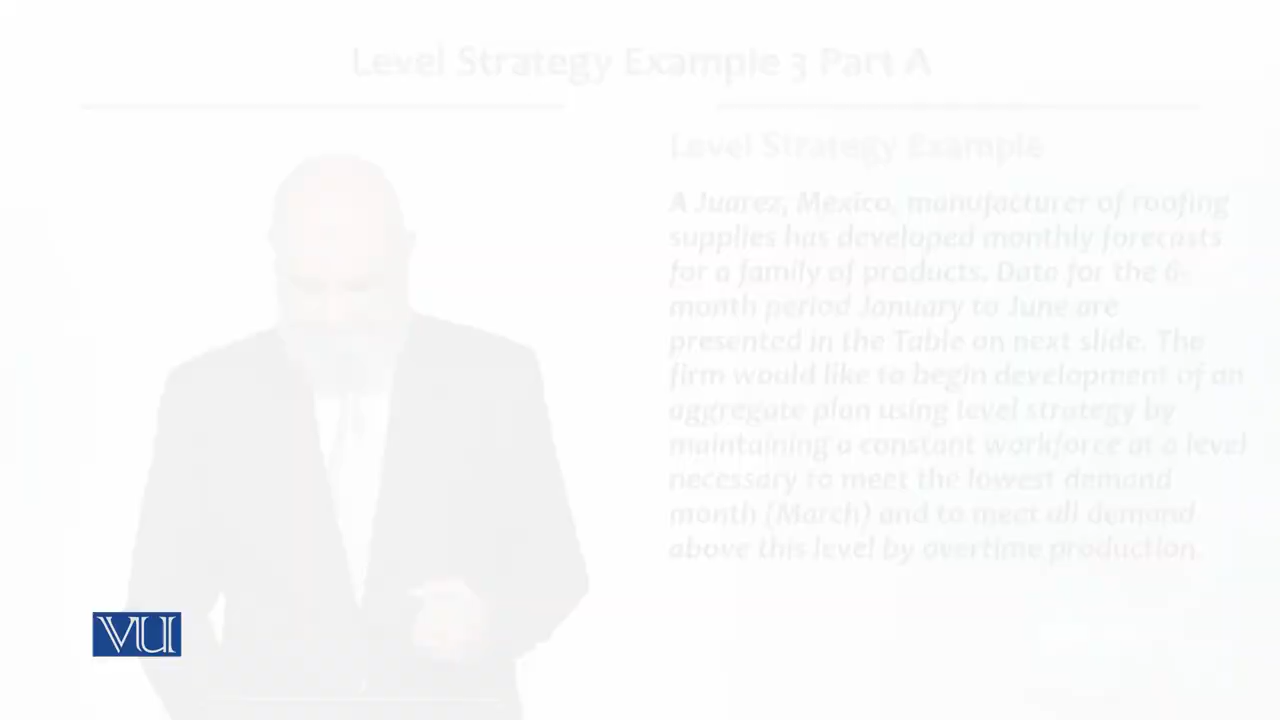 Level Strategy Example 3 Part A
Level Strategy Example
A Juarez, Mexico, manufacturer of roofing
supplies has developed monthly forecasts
for a family of products. Data for the 6-
month period January to June are
presented in the Table on next slide. The
firm would like to begin development of an
aggregate plan using level strategy by
maintaining a constant workforce at a level
necessary to meet the lowest demand
month (March) and to meet all demand
above this level by overtime production.
VU